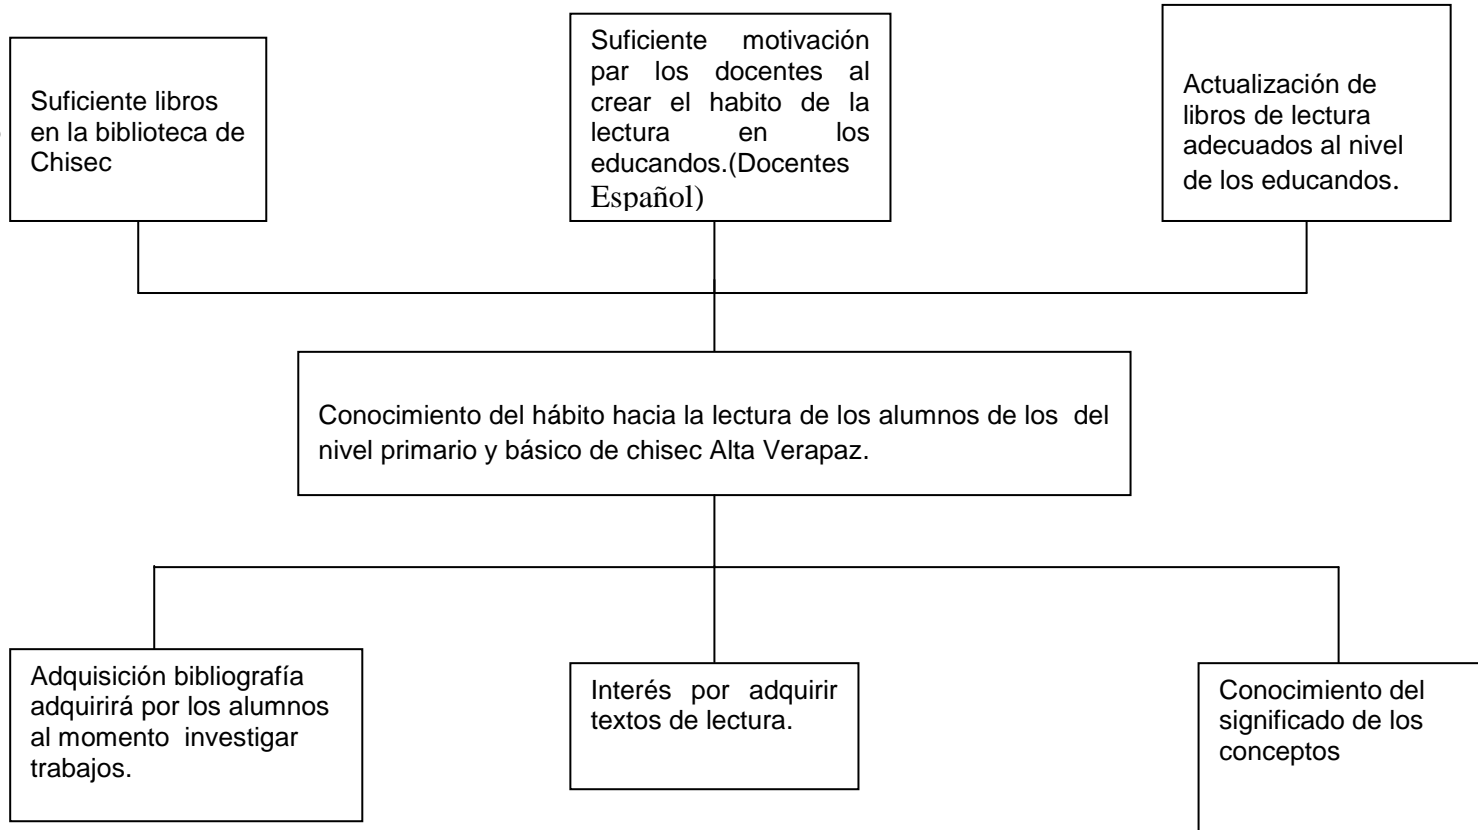 Suficiente libros
en la biblioteca de
Chisec
Suficiente motivación
par los docentes al
crear el habito de la
lectura en los
educandos.(Docentes
Español)
Actualización de
libros de lectura
adecuados al nivel
de los educandos.
Conocimiento del hábito hacia la lectura de los alumnos de los del
nivel primario y básico de chisec Alta Verapaz.
Adquisición bibliografía
adquirirá por los alumnos
al momento investigar
trabajos.
Interés por adquirir
textos de lectura.
Conocimiento del
significado de los
conceptos